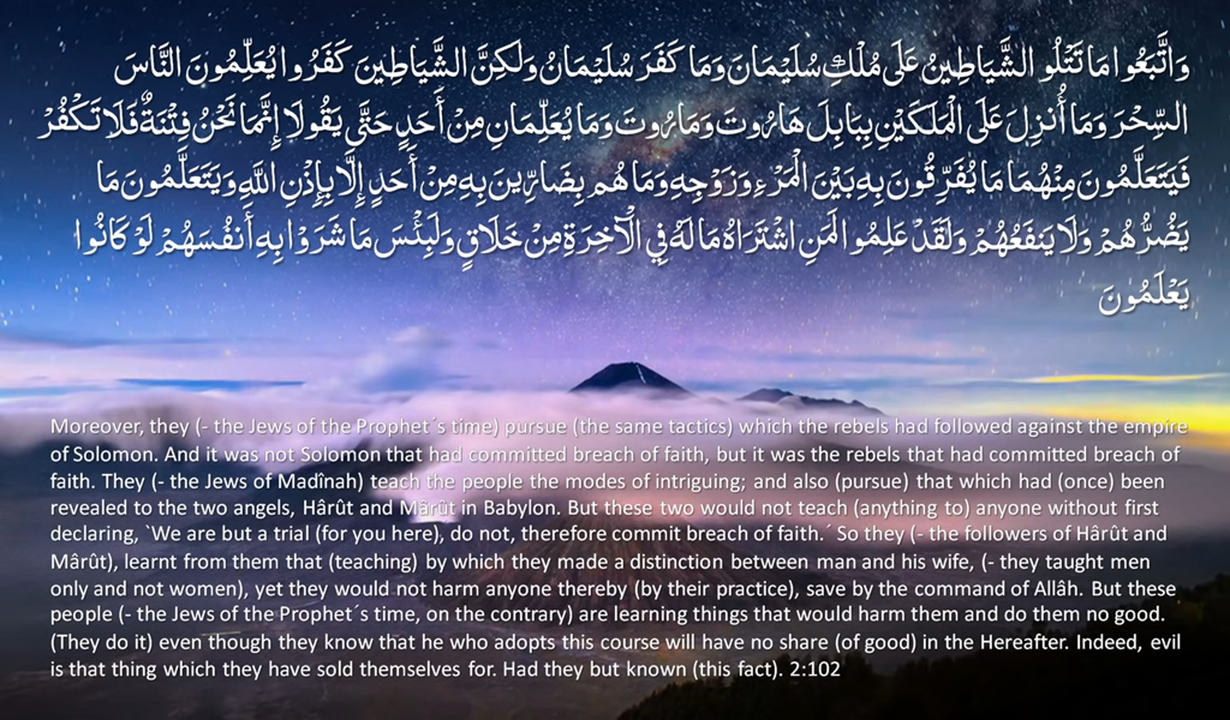 وَاتَّبَعُوا مَا تَتْلُو الشَّيَاطِينُ عَلَىٰ مُلْكِ سُلَيْمَانَ وَمَا كَفَرَ سُلَيْمَانُ وَلَٰكِنَّ الشَّيَاطِينَ كَفَرُوا يُعَلِّمُونَ النَّاسَ
السِّحْرَ وَمَا أُنزِلَ عَلَى الْمَلَكَيْنِ بِبَابِلَ هَارُوتَ وَمَارُوتَ وَمَا يُعَلِّمَانِ مِنْ أَحَدٍ حَتَّىٰ يَقُولَا إِنَّمَا نَحْنُ فِتْنَةٌ فَلَا تَكْفُرْ
فَيَتَعَلَّمُونَ مِنْهُمَا مَا يُفَرِّقُونَ بِهِ بَيْنَ الْمَرْءِ وَزَوْجِهِ وَمَا هُم بِضَارِّينَ بِهِ مِنْ أَحَدٍ إِلَّا بِإِذْنِ اللَّهِ وَيَتَعَلَّمُونَ مَا
يَضُرُّهُمْ وَلَا يَنفَعُهُمْ وَلَقَدْ عَلِمُوا لَمَنِ اشْتَرَاهُ مَا لَهُ فِي الْآخِرَةِ مِنْ خَلَاقٍ وَلَبِئْسَ مَا شَرَوْا بِهِ أَنفُسَهُمْ لَوْ كَانُوا
يَعْلَمُونَ
Moreover, they (- the Jews of the Prophet´s time) pursue (the same tactics) which the rebels had followed against the empire
of Solomon. And it was not Solomon that had committed breach of faith, but it was the rebels that had committed breach of
faith. They (- the Jews of Madînah) teach the people the modes of intriguing; and also (pursue) that which had (once) been
revealed to the two angels, Hârût and Mârût in Babylon. But these two would not teach (anything to) anyone without first
declaring, `We are but a trial (for you here), do not, therefore commit breach of faith.´ So they (- the followers of Hârût and
Mârût), learnt from them that (teaching) by which they made a distinction between man and his wife, (- they taught men
only and not women), yet they would not harm anyone thereby (by their practice), save by the command of Allâh. But these
people (- the Jews of the Prophet´s time, on the contrary) are learning things that would harm them and do them no good.
(They do it) even though they know that he who adopts this course will have no share (of good) in the Hereafter. Indeed, evil
is that thing which they have sold themselves for. Had they but known (this fact). 2:102